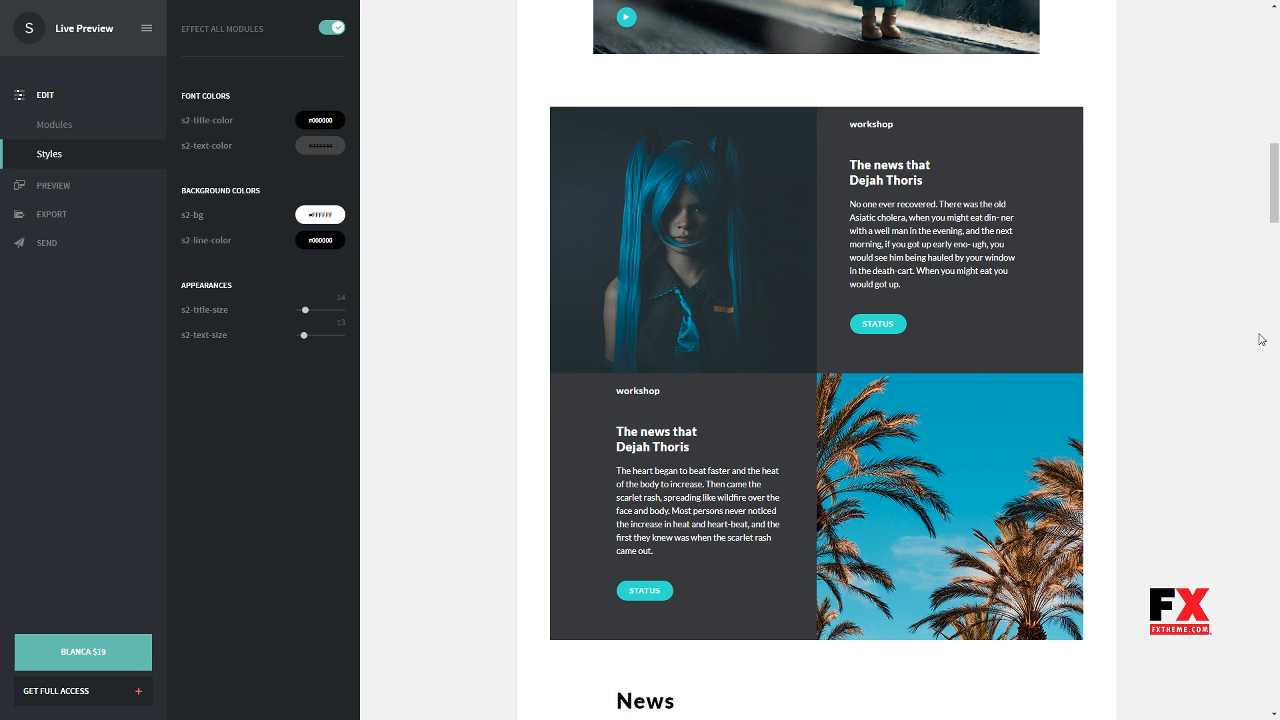 S
Live Preview
EDIT
Modules
Styles
PREVIEW
EXPORT
SEND
BLANCA $19
GET FULL ACCESS +
EFFECT ALL MODULES
FONT COLORS
s2-title-color #000000
s2-text-color #444444
BACKGROUND COLORS
s2-bg #FFFFFF
s2-line-color #000000
APPEARANCES
14
s2-title-size
13
s2-text-size
workshop
The news that
Dejah Thoris
No one ever recovered. There was the old
Asiatic cholera, when you might eat din- ner
with a well man in the evening, and the next
morning, if you got up early eno- ugh, you
would see him being hauled by your window
in the death-cart. When you might eat you
would got up.
STATUS
workshop
The news that
Dejah Thoris
The heart began to beat faster and the heat
of the body to increase. Then came the
scarlet rash, spreading like wildfire over the
face and body. Most persons never noticed
the increase in heat and heart-beat, and the
first they knew was when the scarlet rash
came out.
STATUS
News
FX
FXTHEME.COM